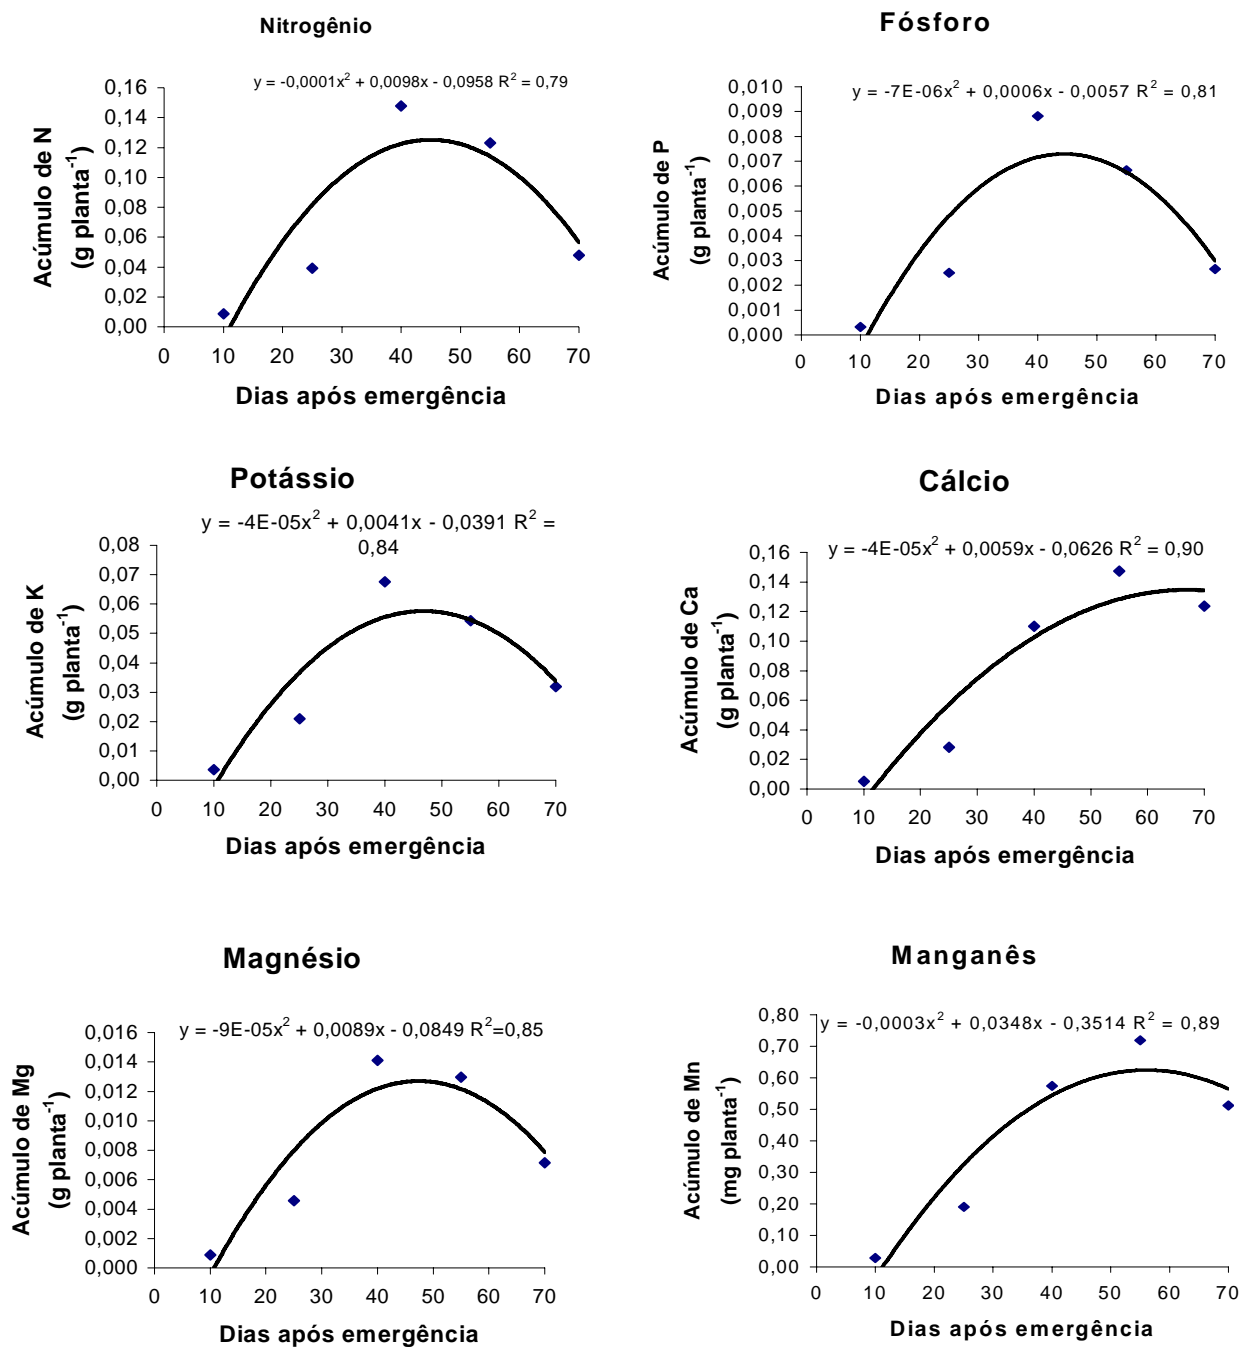 Nitrogênio
y = -0,0001x² + 0,0098x - 0,0958 R² = 0,79
Acúmulo de N
(g planta⁻¹)
0,16
0,14
0,12
0,10
0,08
0,06
0,04
0,02
0,00
0 10 20 30 40 50 60 70
Dias após emergência
Fósforo
y = -7E-06x² + 0,0006x - 0,0057 R² = 0,81
Acúmulo de P
(g planta⁻¹)
0,010
0,009
0,008
0,007
0,006
0,005
0,004
0,003
0,002
0,001
0,000
0 10 20 30 40 50 60 70
Dias após emergência
Potássio
y = -4E-05x² + 0,0041x - 0,0391 R² =
0,84
Acúmulo de K
(g planta⁻¹)
0,08
0,07
0,06
0,05
0,04
0,03
0,02
0,01
0,00
0 10 20 30 40 50 60 70
Dias após emergência
Cálcio
y = -4E-05x² + 0,0059x - 0,0626 R² = 0,90
Acúmulo de Ca
(g planta⁻¹)
0,16
0,14
0,12
0,10
0,08
0,06
0,04
0,02
0,00
0 10 20 30 40 50 60 70
Dias após emergência
Magnésio
y = -9E-05x² + 0,0089x - 0,0849 R²=0,85
Acúmulo de Mg
(g planta⁻¹)
0,016
0,014
0,012
0,010
0,008
0,006
0,004
0,002
0,000
0 10 20 30 40 50 60 70
Dias após emergência
Manganês
y = -0,0003x² + 0,0348x - 0,3514 R² = 0,89
Acúmulo de Mn
(mg planta⁻¹)
0,80
0,70
0,60
0,50
0,40
0,30
0,20
0,10
0,00
0 10 20 30 40 50 60 70
Dias após emergência